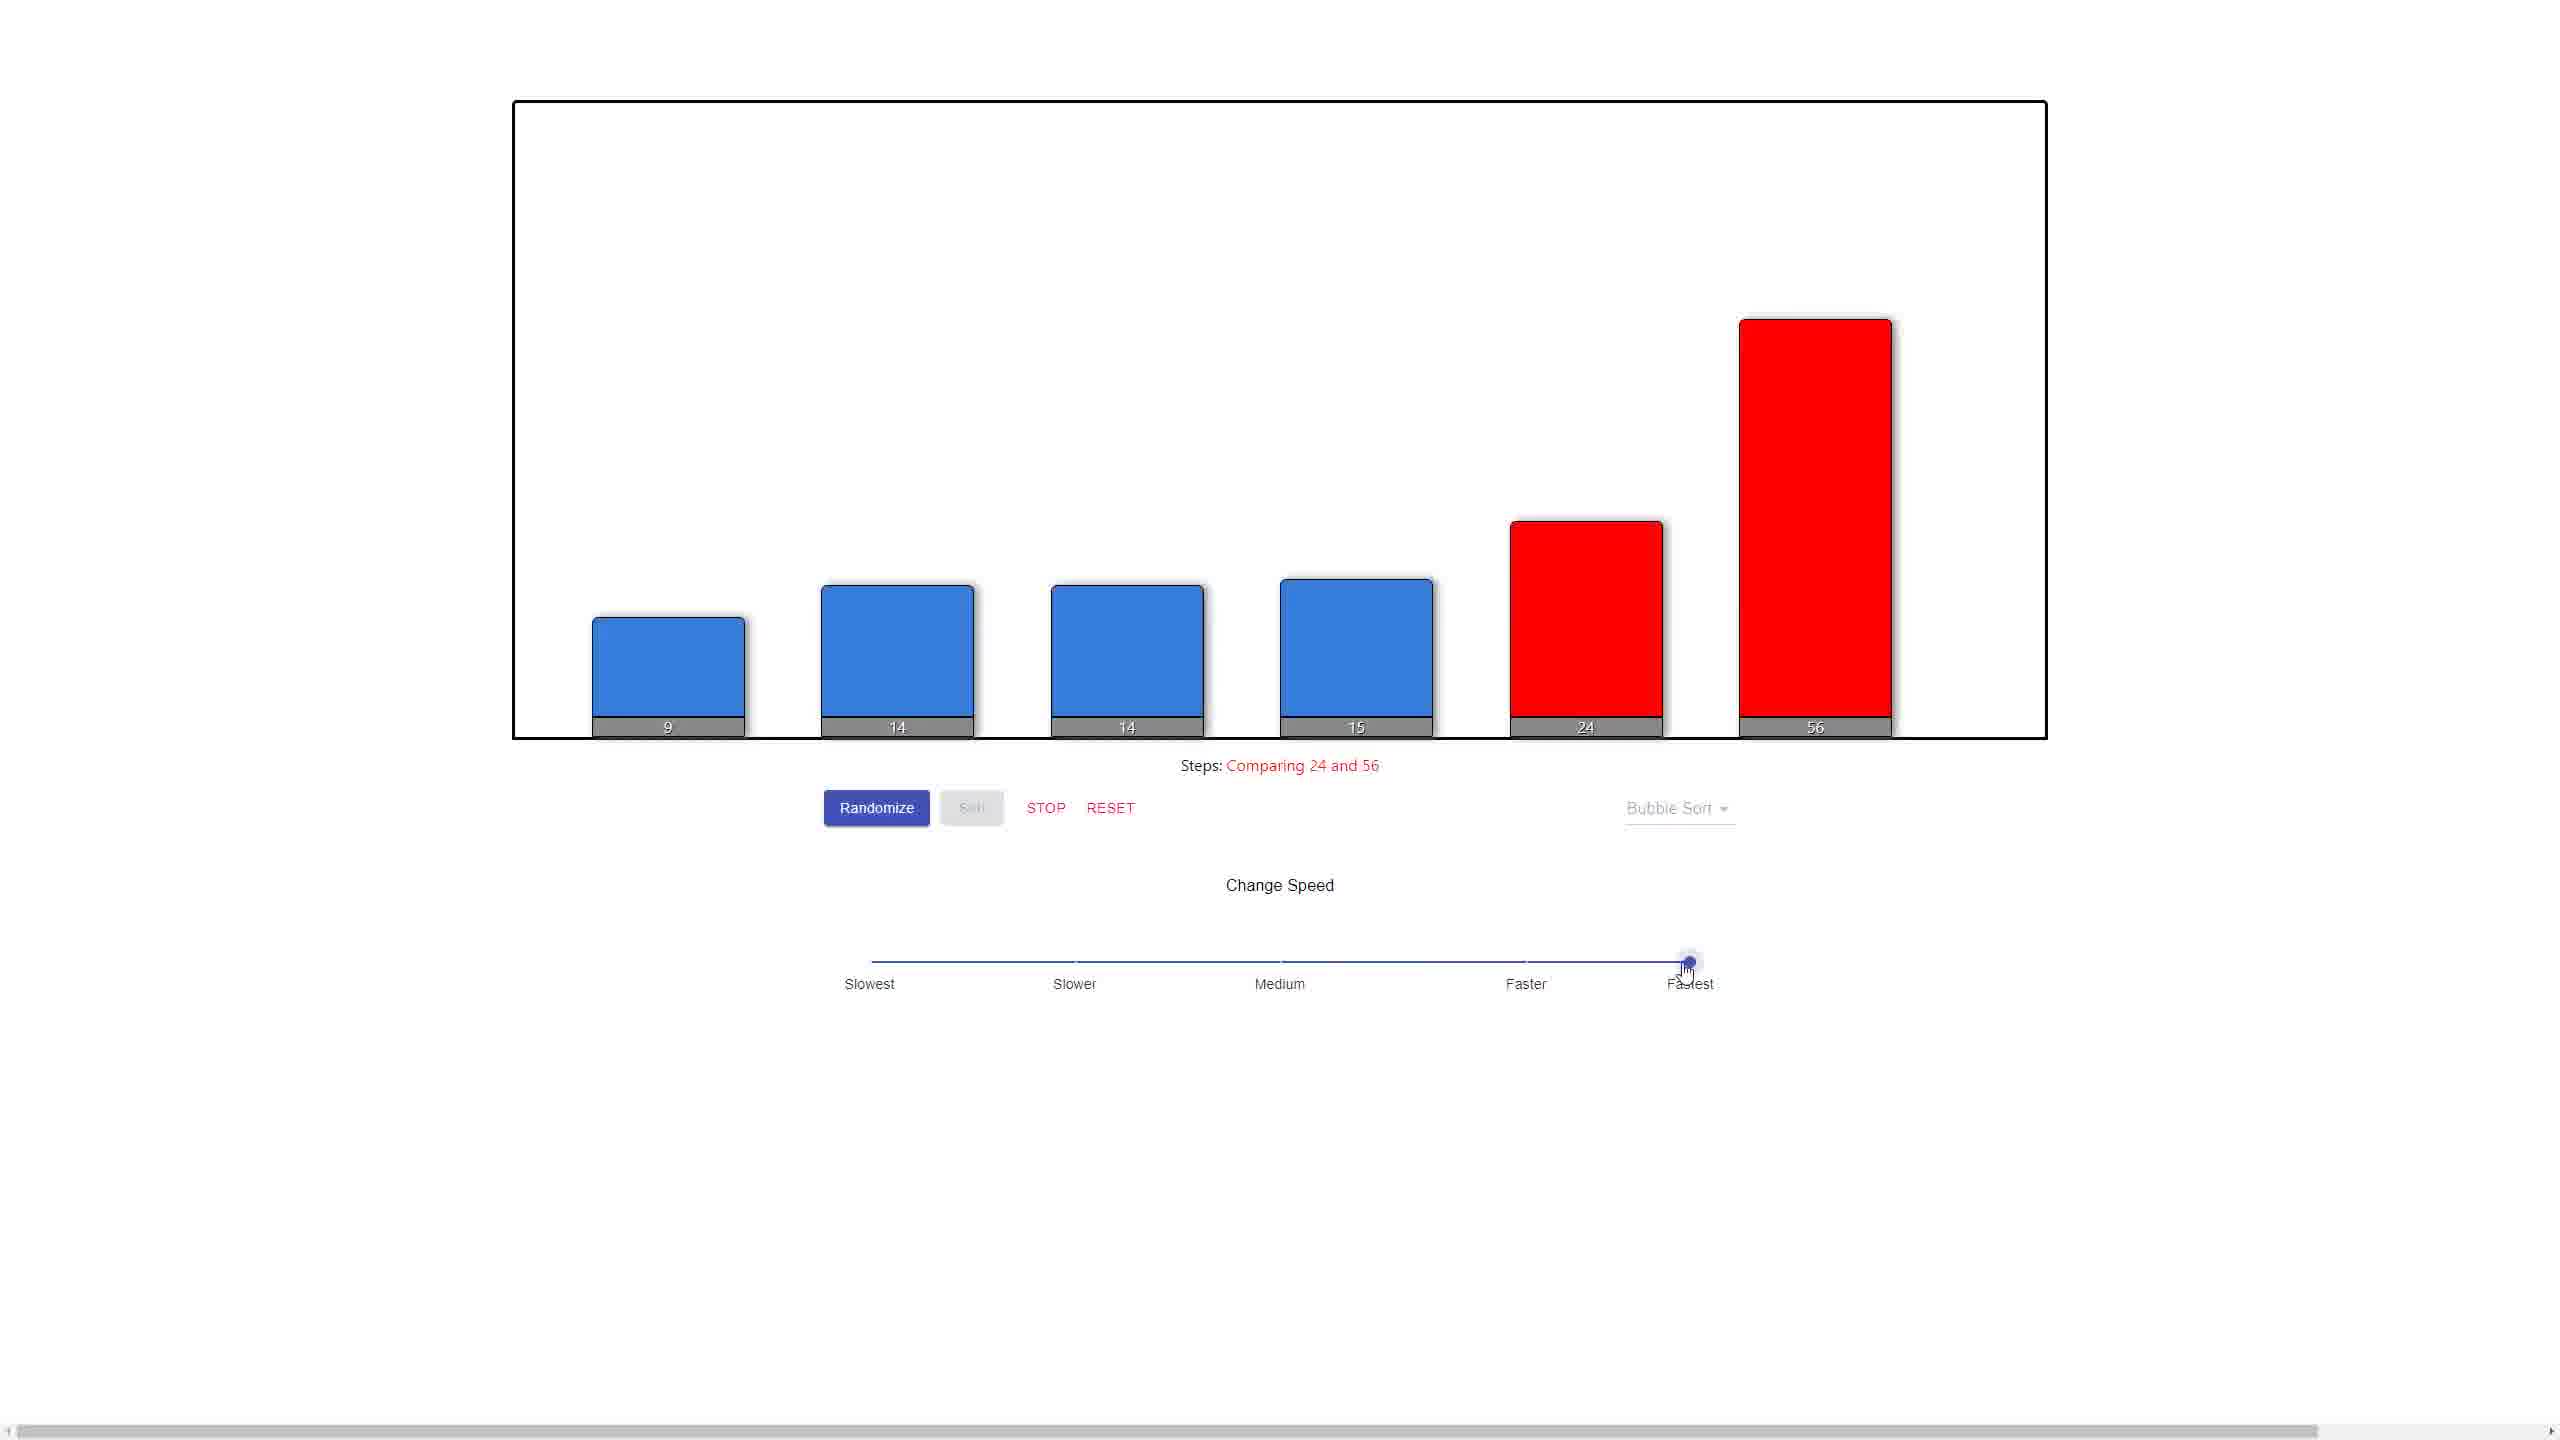 9 14 14 15 24 56
Steps: Comparing 24 and 56
Randomize Sort STOP RESET Bubble Sort
Change Speed
Slowest Slower Medium Faster Fastest